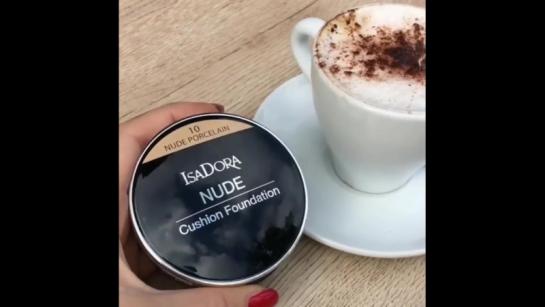 10
NUDE PORCELAIN
ISADORA
NUDE
Cushion Foundation